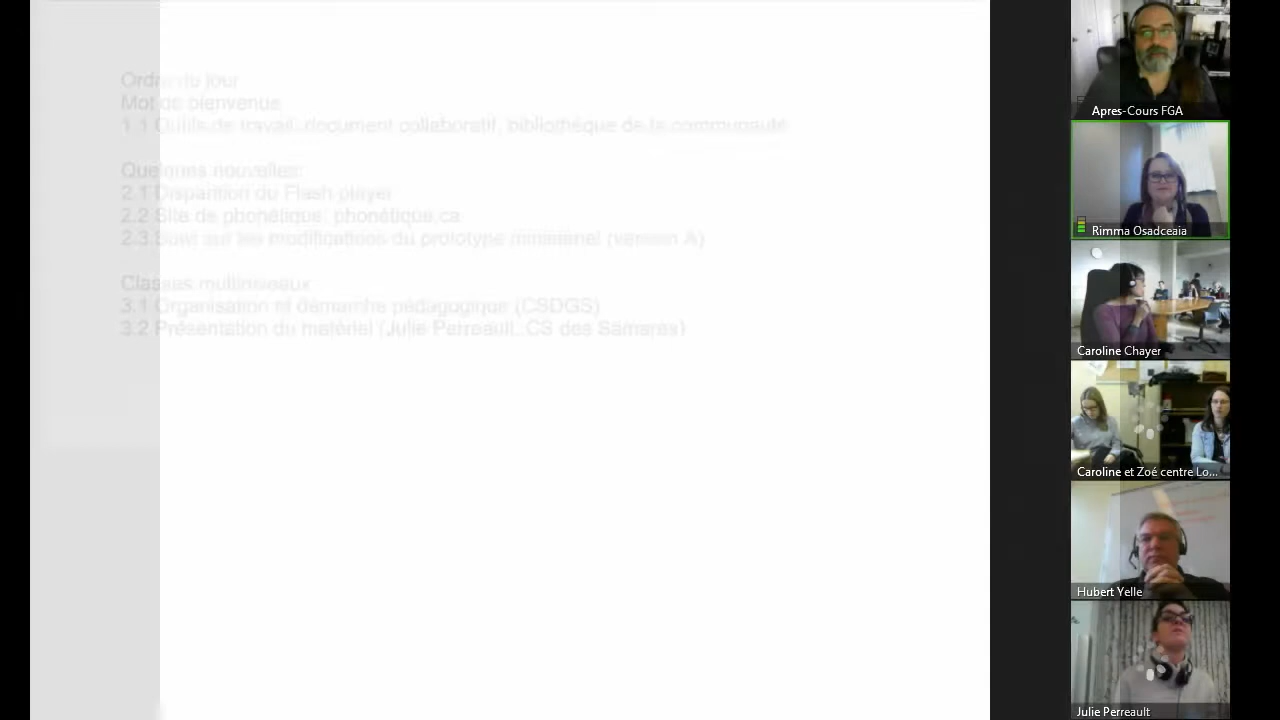 Ordre du jour
Mot de bienvenue
1.1 Outils de travail: document collaboratif, bibliothèque de la communauté
Quelques nouvelles:
2.1 Disparition du Flash player
2.2 Site de phonétique: phonétique.ca
2.3 Suivi sur les modifications du prototype ministériel (version A)
Classes multiniveaux
3.1 Organisation et démarche pédagogique (CSDGS)
3.2 Présentation du matériel (Julie Perreault, CS des Samares)
Apres-Cours FGA
Rimma Osadceaia
Caroline Chayer
Caroline et Zoé centre Lo...
Hubert Yelle
Julie Perreault